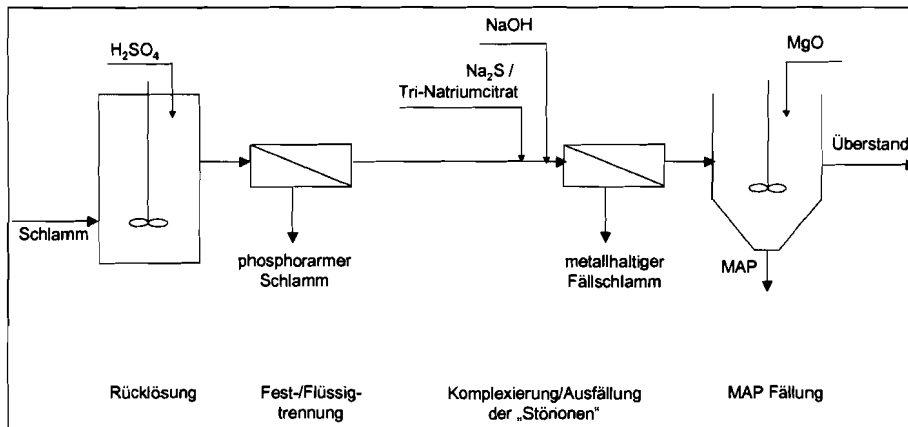 NaOH
H₂SO₄
MgO
Na₂S /
Tri-Natriumcitrat
Überstand
Schlamm
phosphorarmer
Schlamm
metallhaltiger
Fällschlamm
MAP
Rücklösung
Fest-/Flüssig-
trennung
Komplexierung/Ausfällung
der „Störionen"
MAP Fällung